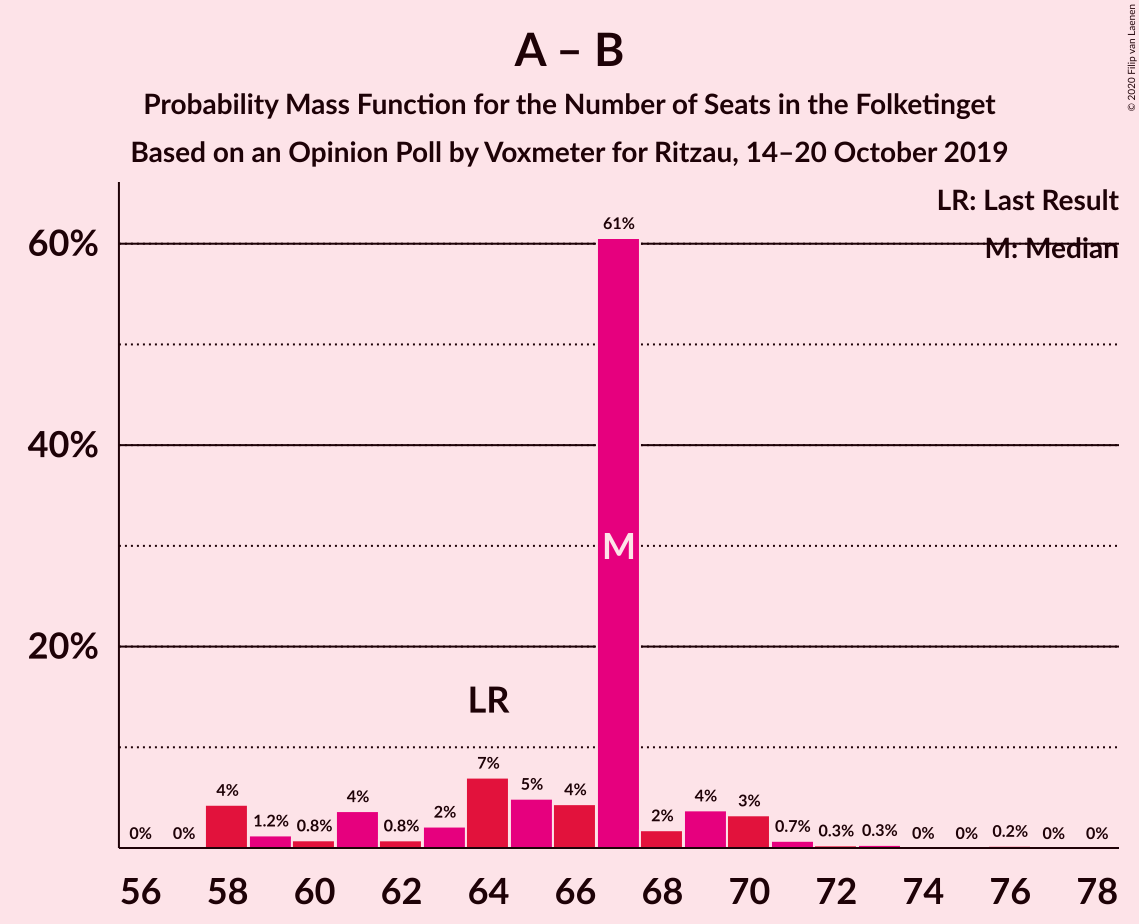 A – B
Probability Mass Function for the Number of Seats in the Folketinget
Based on an Opinion Poll by Voxmeter for Ritzau, 14–20 October 2019
© 2020 Filip van Laenen
LR: Last Result
M: Median
60%
40%
20%
61%
M
LR
0% 0% 4% 1.2% 0.8% 4% 0.8% 2% 7% 5% 4% 2% 4% 3% 0.7% 0.3% 0.3% 0% 0% 0.2% 0% 0%
56 58 60 62 64 66 68 70 72 74 76 78